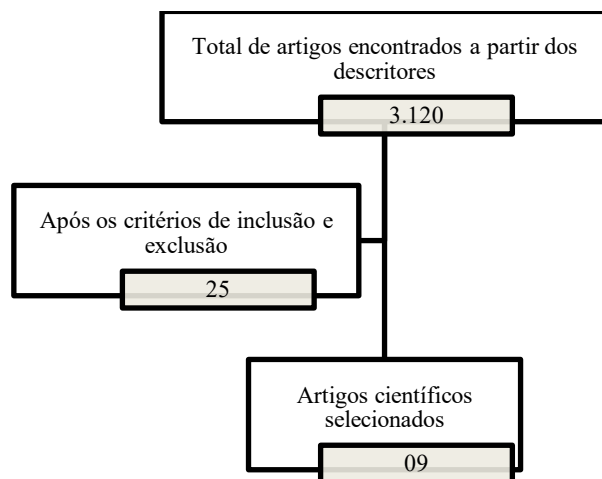 Total de artigos encontrados a partir dos
descritores
3.120
Após os critérios de inclusão e
exclusão
25
Artigos científicos
selecionados
09